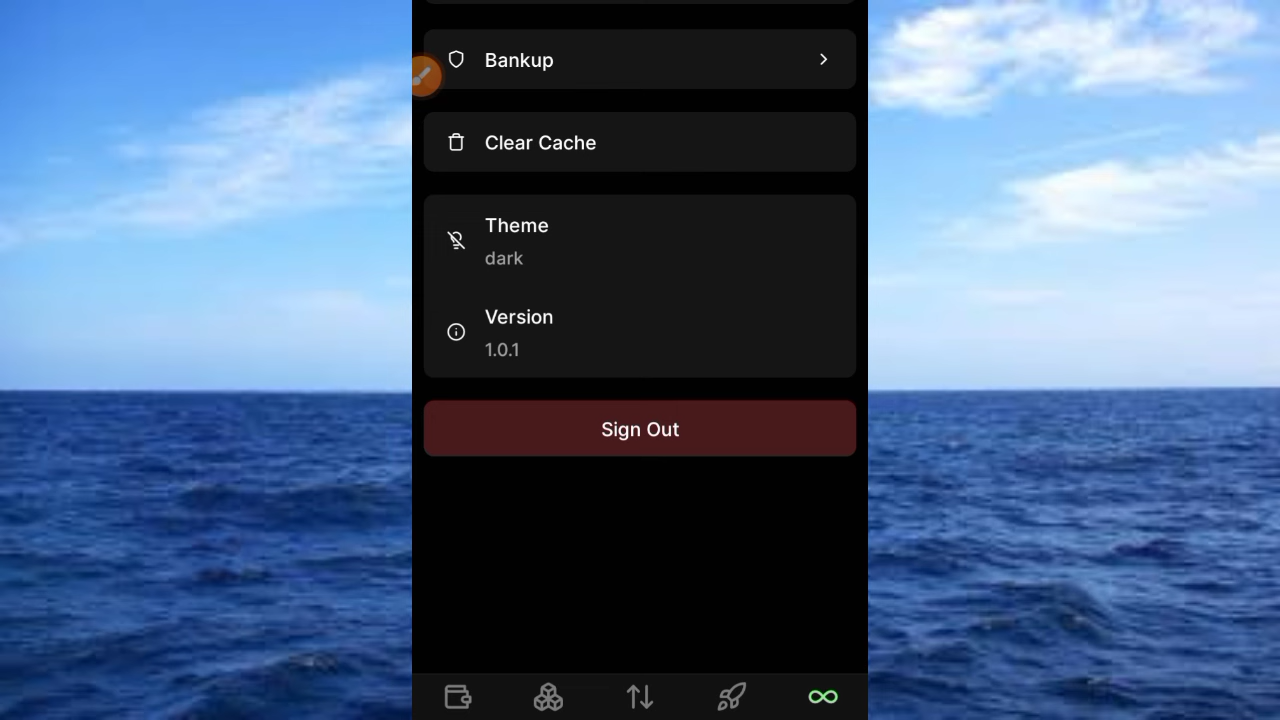 Bankup
Clear Cache
Theme
dark
Version
1.0.1
Sign Out